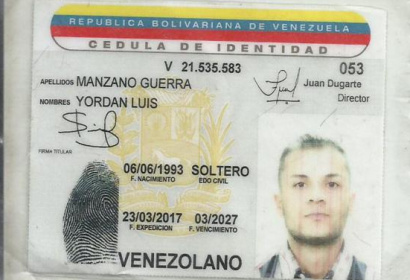 REPUBLICA BOLIVARIANA DE VENEZUELA
CEDULA DE IDENTIDAD
V 21.535.583 053
APELLIDOS MANZANO GUERRA
Juan Dugarte
Director
NOMBRES YORDAN LUIS
FIRMA TITULAR
06/06/1993 SOLTERO
F. NACIMIENTO EDO CIVIL
23/03/2017 03/2027
F. EXPEDICION F. VENCIMIENTO
VENEZOLANO